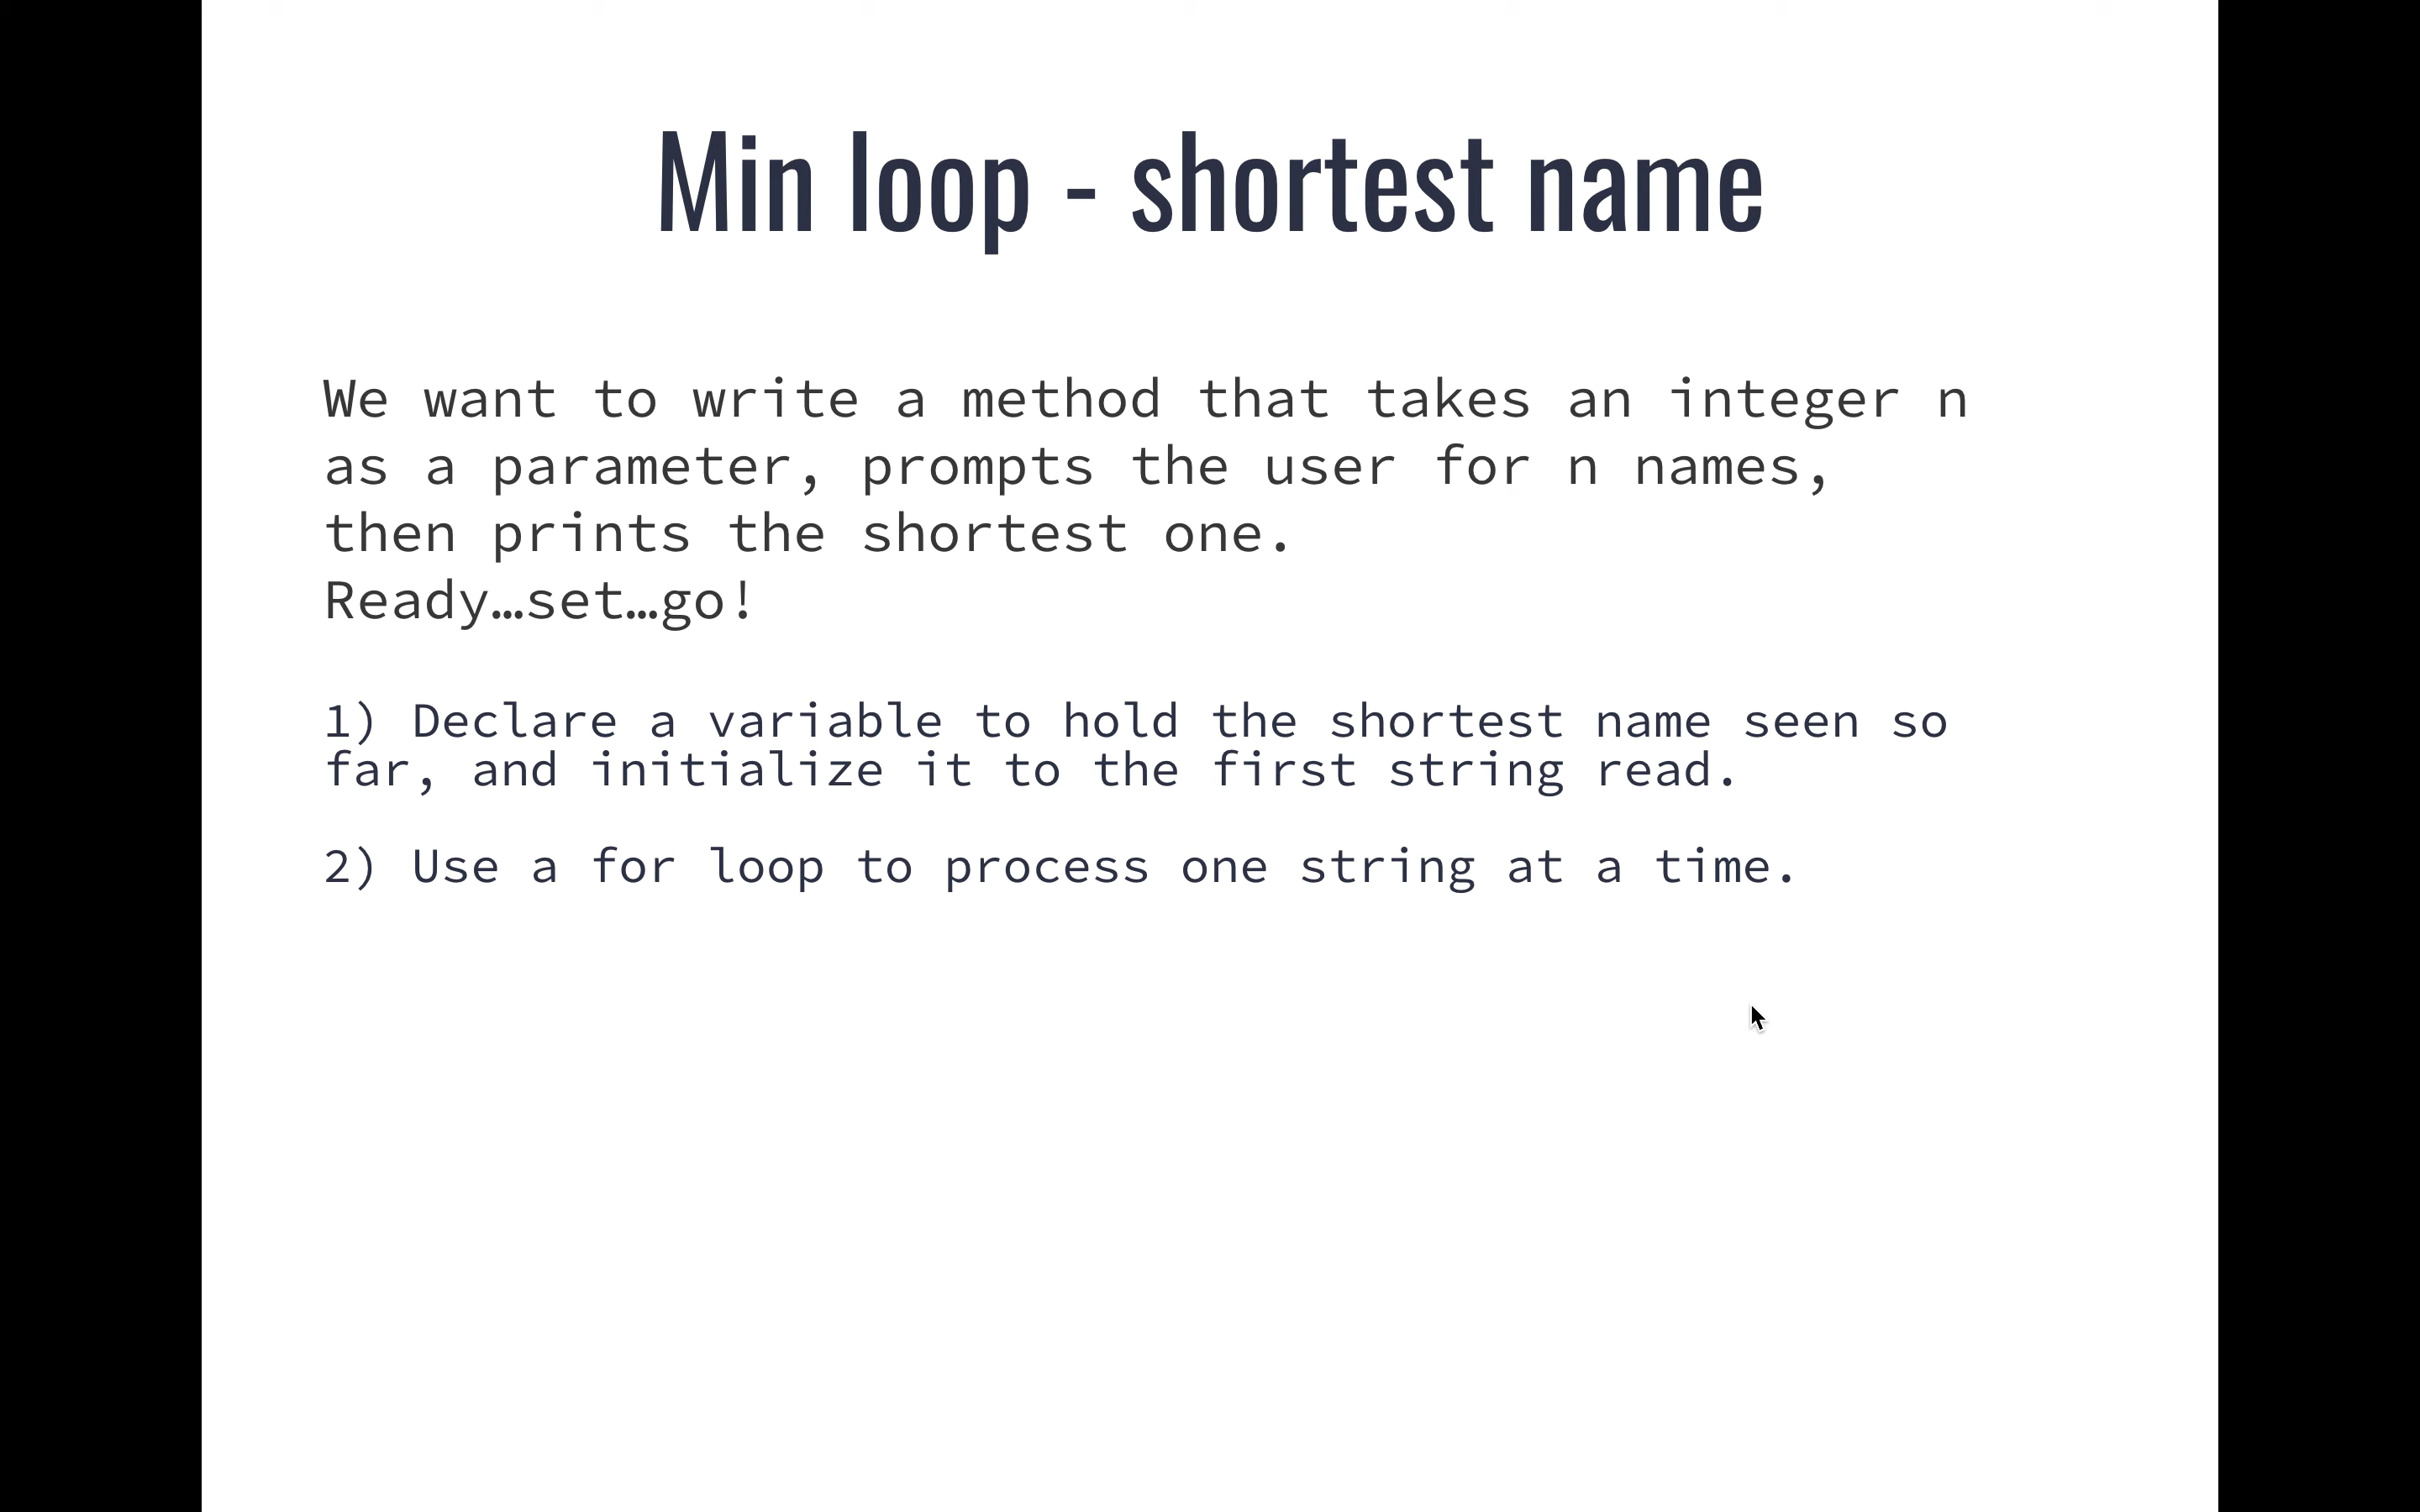 Min loop - shortest name
We want to write a method that takes an integer n
as a parameter, prompts the user for n names,
then prints the shortest one.
Ready…set…go!
1) Declare a variable to hold the shortest name seen so
far, and initialize it to the first string read.
2) Use a for loop to process one string at a time.